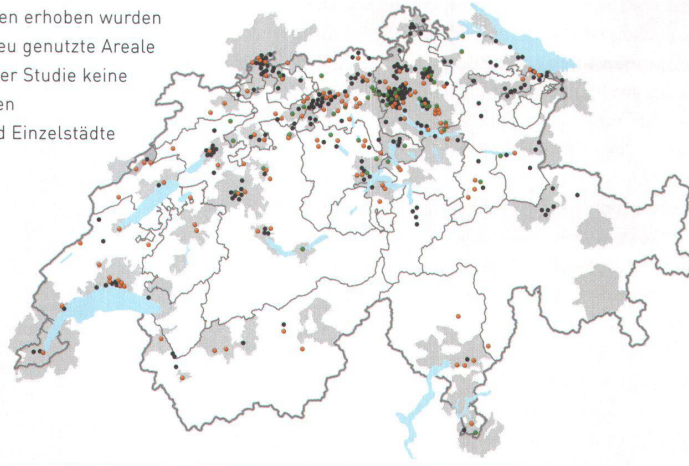 en erhoben wurden
eu genutzte Areale
er Studie keine
en
d Einzelstädte